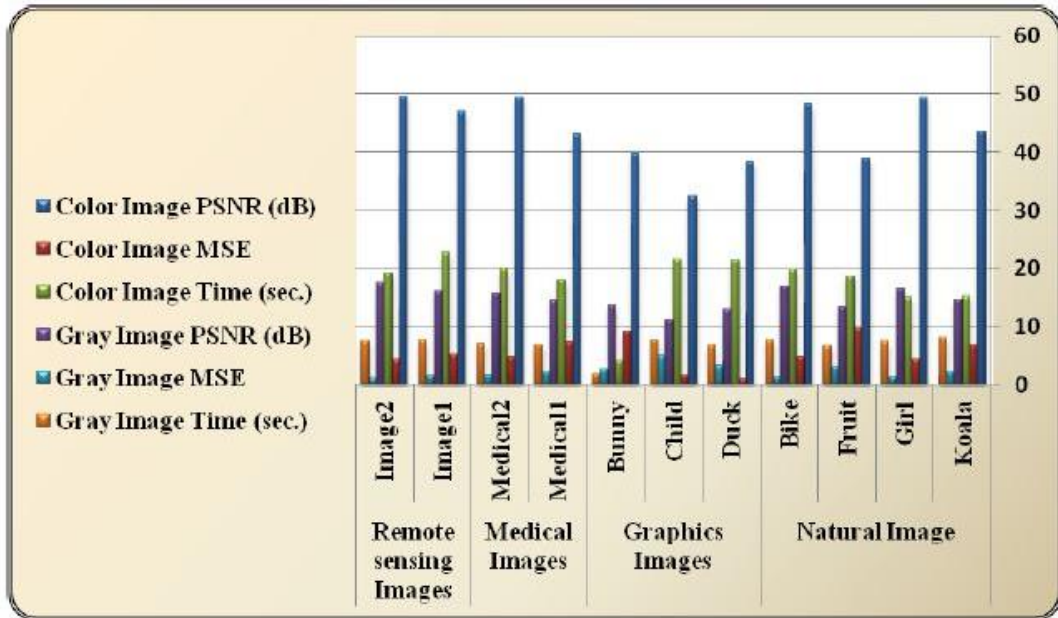 60
50
40
30
20
10
0
Color Image PSNR (dB)
Color Image MSE
Color Image Time (sec.)
Gray Image PSNR (dB)
Gray Image MSE
Gray Image Time (sec.)
Image2
Image1
Medical2
Medical1
Bunny
Child
Duck
Bike
Fruit
Girl
Koala
Remote
sensing
Images
Medical
Images
Graphics
Images
Natural Image